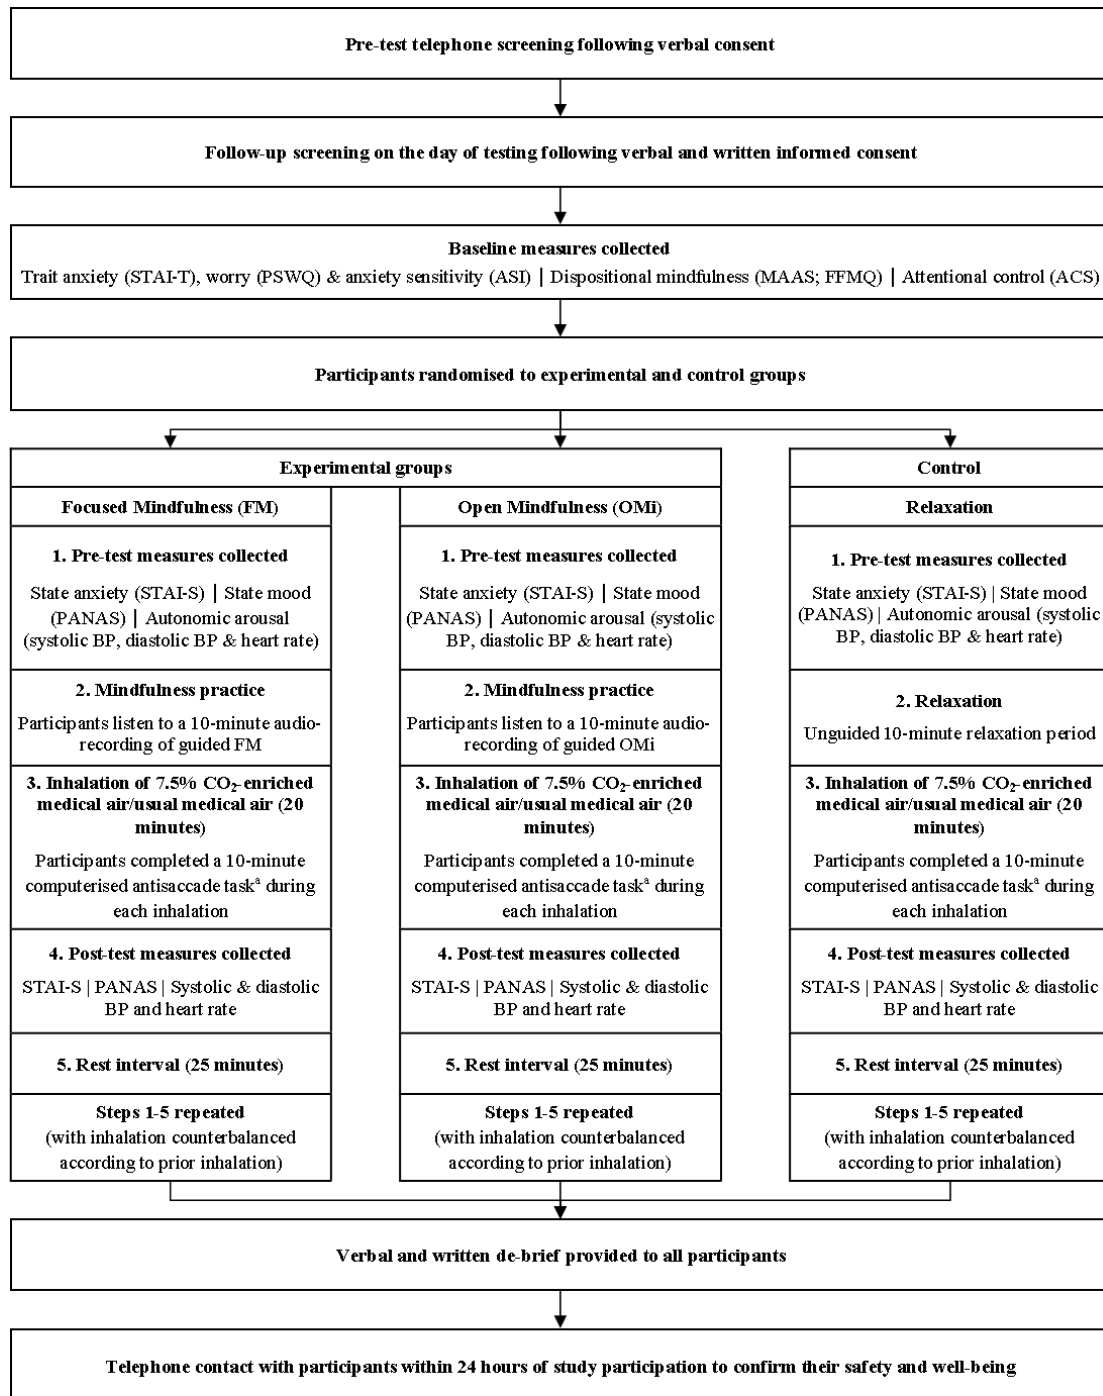 Pre-test telephone screening following verbal consent
Follow-up screening on the day of testing following verbal and written informed consent
Baseline measures collected
Trait anxiety (STAI-T), worry (PSWQ) & anxiety sensitivity (ASI) | Dispositional mindfulness (MAAS; FFMQ) | Attentional control (ACS)
Participants randomised to experimental and control groups
Experimental groups
Focused Mindfulness (FM)
1. Pre-test measures collected
State anxiety (STAI-S) | State mood
(PANAS) | Autonomic arousal
(systolic BP, diastolic BP & heart rate)
2. Mindfulness practice
Participants listen to a 10-minute audio-
recording of guided FM
3. Inhalation of 7.5% CO₂-enriched
medical air/usual medical air (20
minutes)
Participants completed a 10-minute
computerised antisaccade taskᵃ during
each inhalation
4. Post-test measures collected
STAI-S | PANAS | Systolic & diastolic
BP and heart rate
5. Rest interval (25 minutes)
Steps 1-5 repeated
(with inhalation counterbalanced
according to prior inhalation)
Open Mindfulness (OMi)
1. Pre-test measures collected
State anxiety (STAI-S) | State mood
(PANAS) | Autonomic arousal (systolic
BP, diastolic BP & heart rate)
2. Mindfulness practice
Participants listen to a 10-minute audio-
recording of guided OMi
3. Inhalation of 7.5% CO₂-enriched
medical air/usual medical air (20
minutes)
Participants completed a 10-minute
computerised antisaccade taskᵃ during
each inhalation
4. Post-test measures collected
STAI-S | PANAS | Systolic & diastolic
BP and heart rate
5. Rest interval (25 minutes)
Steps 1-5 repeated
(with inhalation counterbalanced
according to prior inhalation)
Control
Relaxation
1. Pre-test measures collected
State anxiety (STAI-S) | State mood
(PANAS) | Autonomic arousal (systolic
BP, diastolic BP & heart rate)
2. Relaxation
Unguided 10-minute relaxation period
3. Inhalation of 7.5% CO₂-enriched
medical air/usual medical air (20
minutes)
Participants completed a 10-minute
computerised antisaccade taskᵃ during
each inhalation
4. Post-test measures collected
STAI-S | PANAS | Systolic & diastolic
BP and heart rate
5. Rest interval (25 minutes)
Steps 1-5 repeated
(with inhalation counterbalanced
according to prior inhalation)
Verbal and written de-brief provided to all participants
Telephone contact with participants within 24 hours of study participation to confirm their safety and well-being